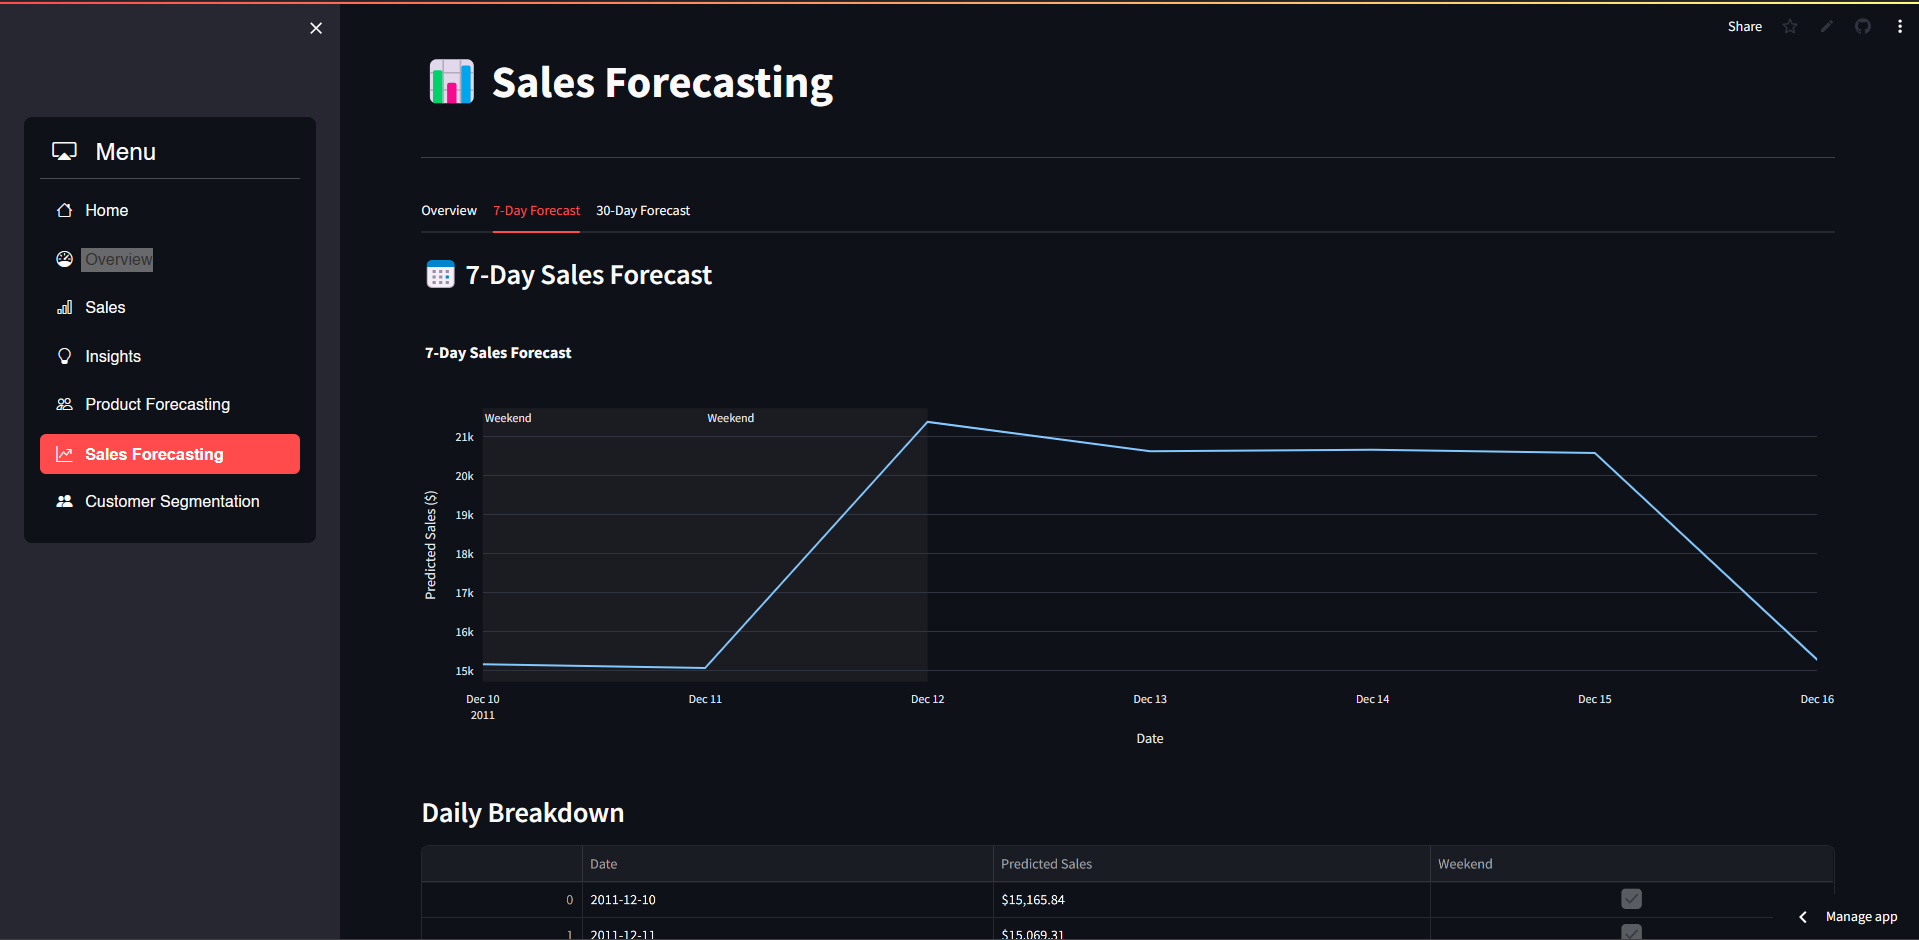 Share
Sales Forecasting
Menu
Home
Overview
Sales
Insights
Product Forecasting
Sales Forecasting
Customer Segmentation
Overview 7-Day Forecast 30-Day Forecast
7-Day Sales Forecast
7-Day Sales Forecast
Weekend Weekend
21k
20k
19k
18k
17k
16k
15k
Predicted Sales ($)
Dec 10 Dec 11 Dec 12 Dec 13 Dec 14 Dec 15 Dec 16
2011
Date
Daily Breakdown
Date Predicted Sales Weekend
0 2011-12-10 $15,165.84
1 2011-12-11 $15,069.31
Manage app